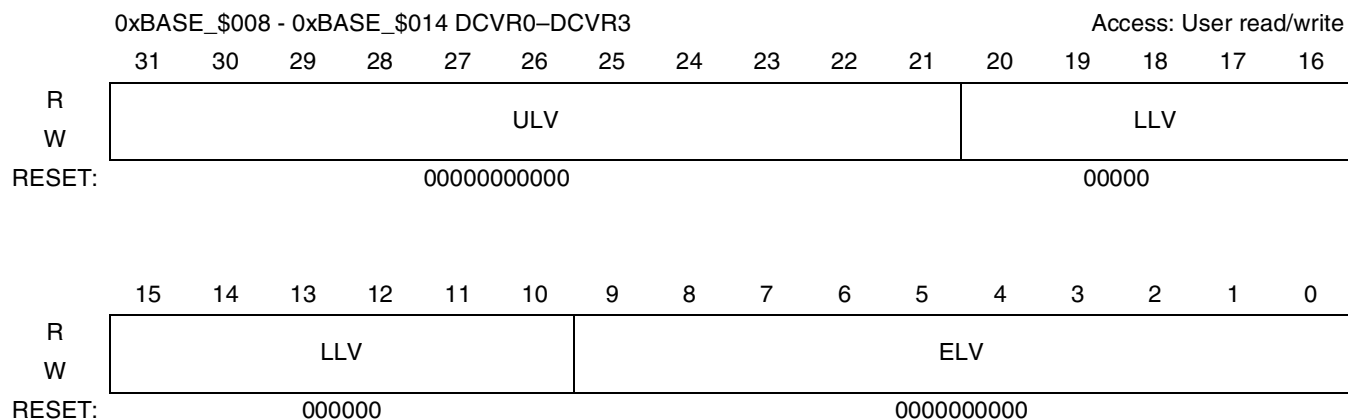 0xBASE_$008 - 0xBASE_$014 DCVR0–DCVR3 Access: User read/write
31 30 29 28 27 26 25 24 23 22 21 20 19 18 17 16
R
ULV LLV
W
RESET: 00000000000 00000
15 14 13 12 11 10 9 8 7 6 5 4 3 2 1 0
R
LLV ELV
W
RESET: 000000 0000000000